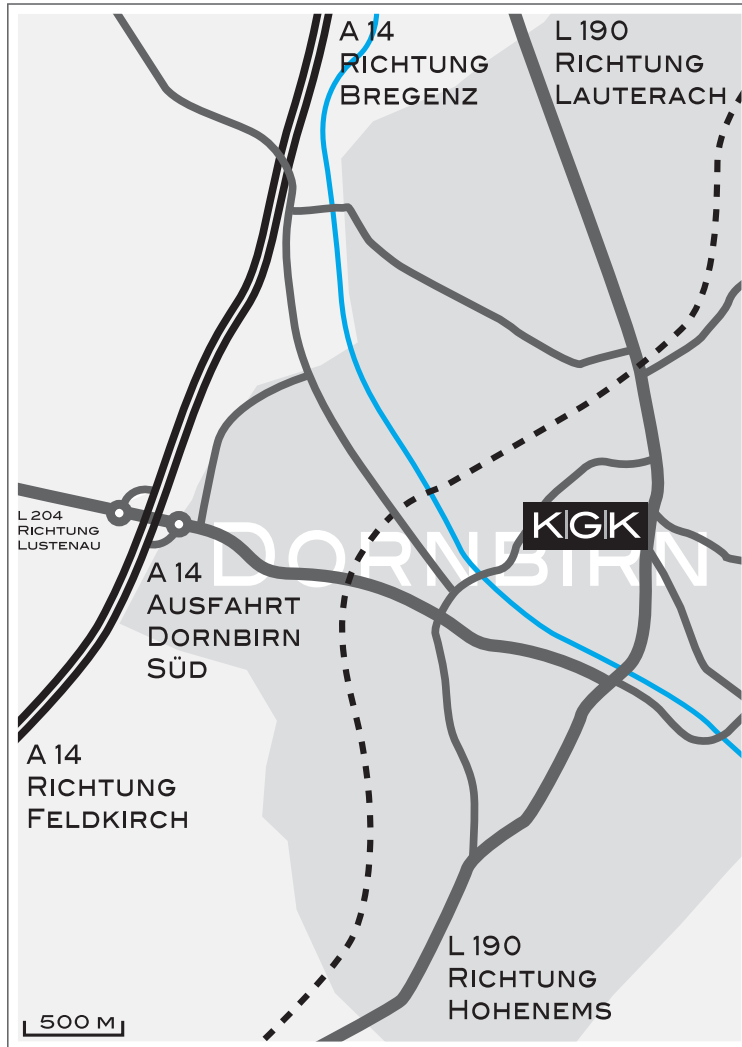 A 14
RICHTUNG
BREGENZ
L 190
RICHTUNG
LAUTERACH
L 204
RICHTUNG
LUSTENAU
K|G|K
DORNBIRN
A 14
AUSFAHRT
DORNBIRN
SÜD
A 14
RICHTUNG
FELDKIRCH
L 190
RICHTUNG
HOHENEMS
500 M